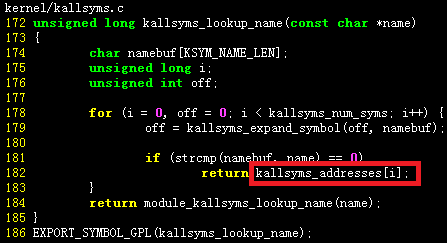 kernel/kallsyms.c
172 unsigned long kallsyms_lookup_name(const char *name)
173 {
174 char namebuf[KSYM_NAME_LEN];
175 unsigned long i;
176 unsigned int off;
177
178 for (i = 0, off = 0; i < kallsyms_num_syms; i++) {
179 off = kallsyms_expand_symbol(off, namebuf);
180
181 if (strcmp(namebuf, name) == 0)
182 return kallsyms_addresses[i];
183 }
184 return module_kallsyms_lookup_name(name);
185 }
186 EXPORT_SYMBOL_GPL(kallsyms_lookup_name);